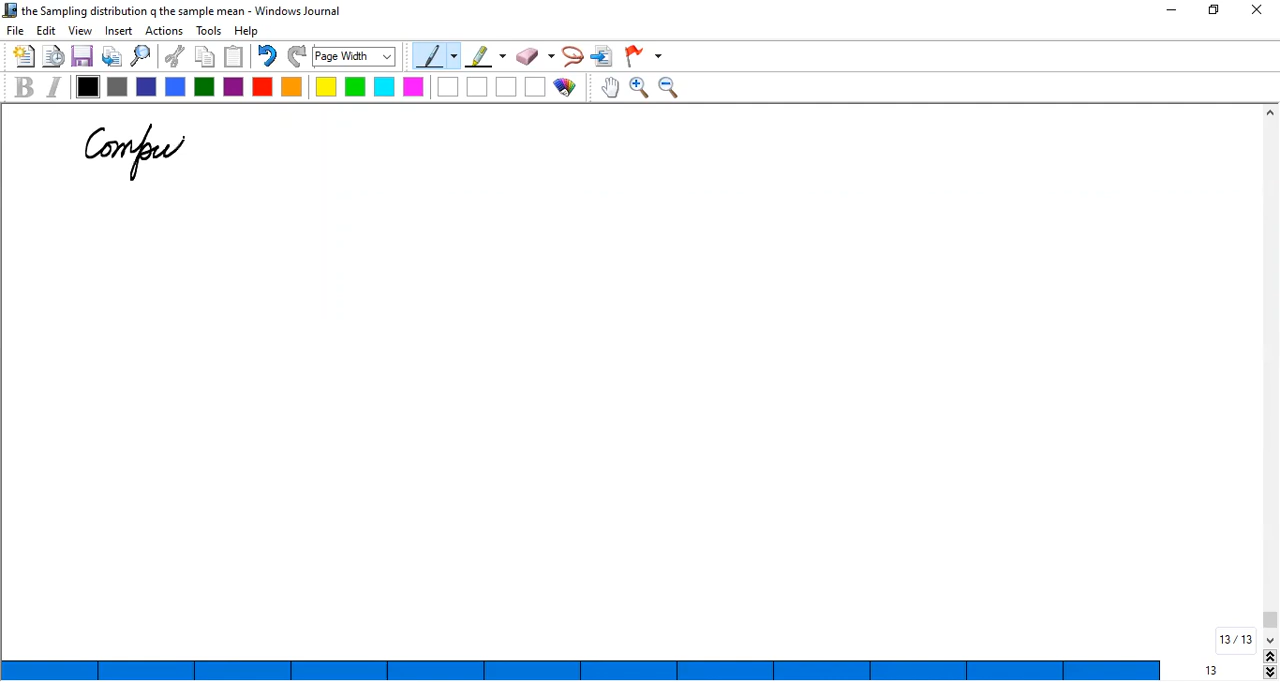 the Sampling distribution q the sample mean - Windows Journal
File Edit View Insert Actions Tools Help
Page Width
B I
Compu
13 / 13
13